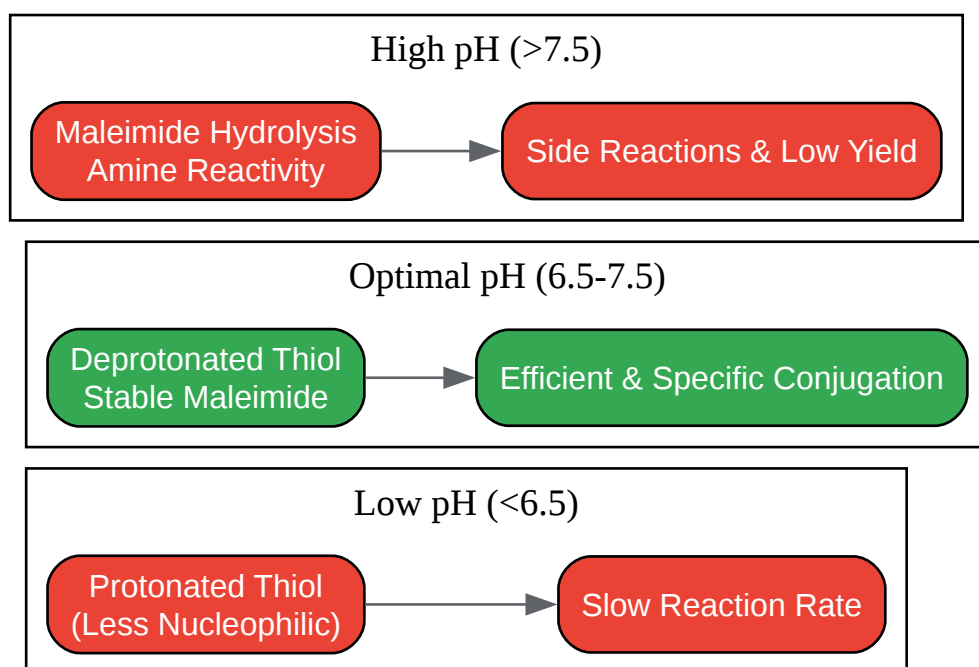 High pH (>7.5)
Maleimide Hydrolysis
Amine Reactivity
Side Reactions & Low Yield
Optimal pH (6.5-7.5)
Deprotonated Thiol
Stable Maleimide
Efficient & Specific Conjugation
Low pH (<6.5)
Protonated Thiol
(Less Nucleophilic)
Slow Reaction Rate